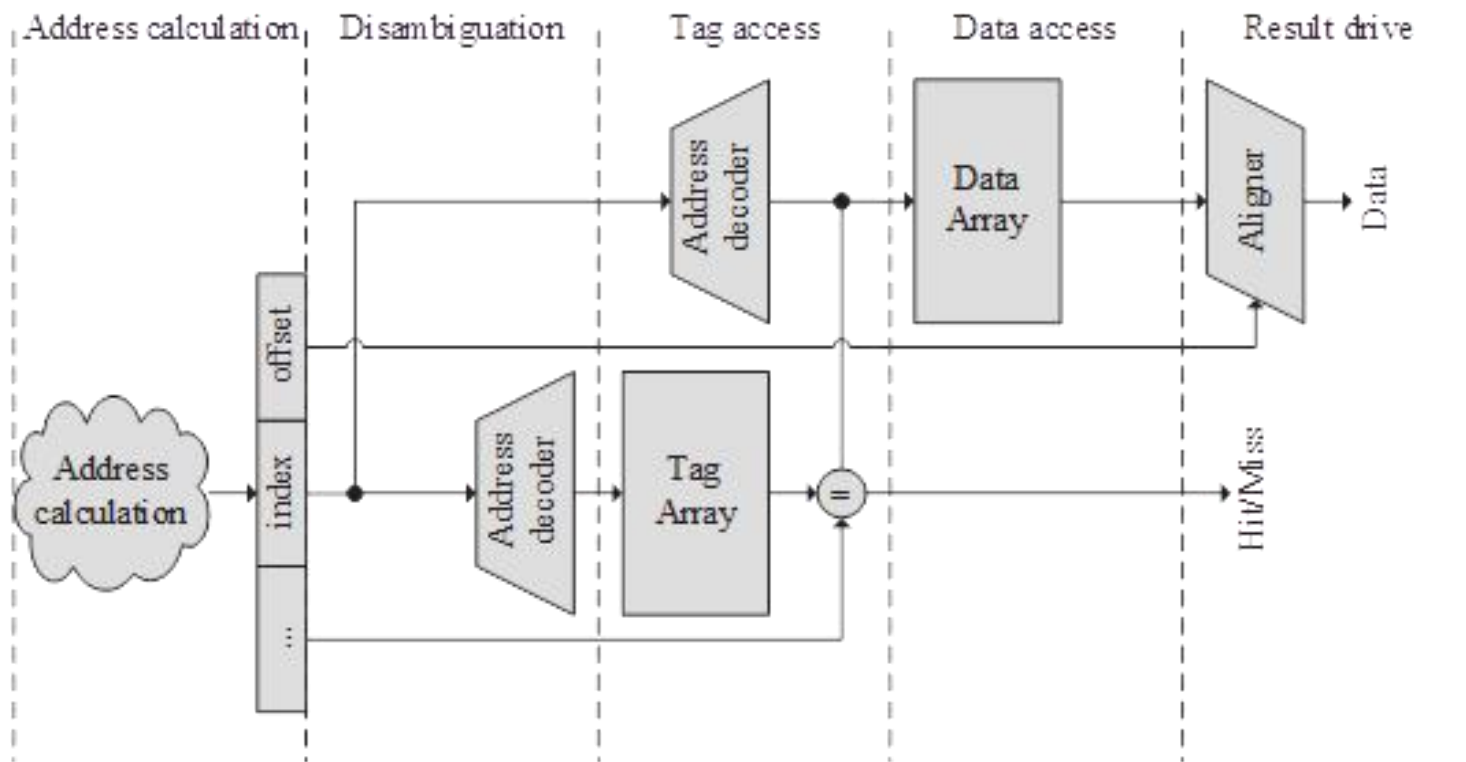 Address calculation
Disambiguation
Tag access
Data access
Result drive
Address
decoder
Data
Array
Aligner
Data
offset
index
...
Address
calculation
Address
decoder
Tag
Array
=
Hit/Miss